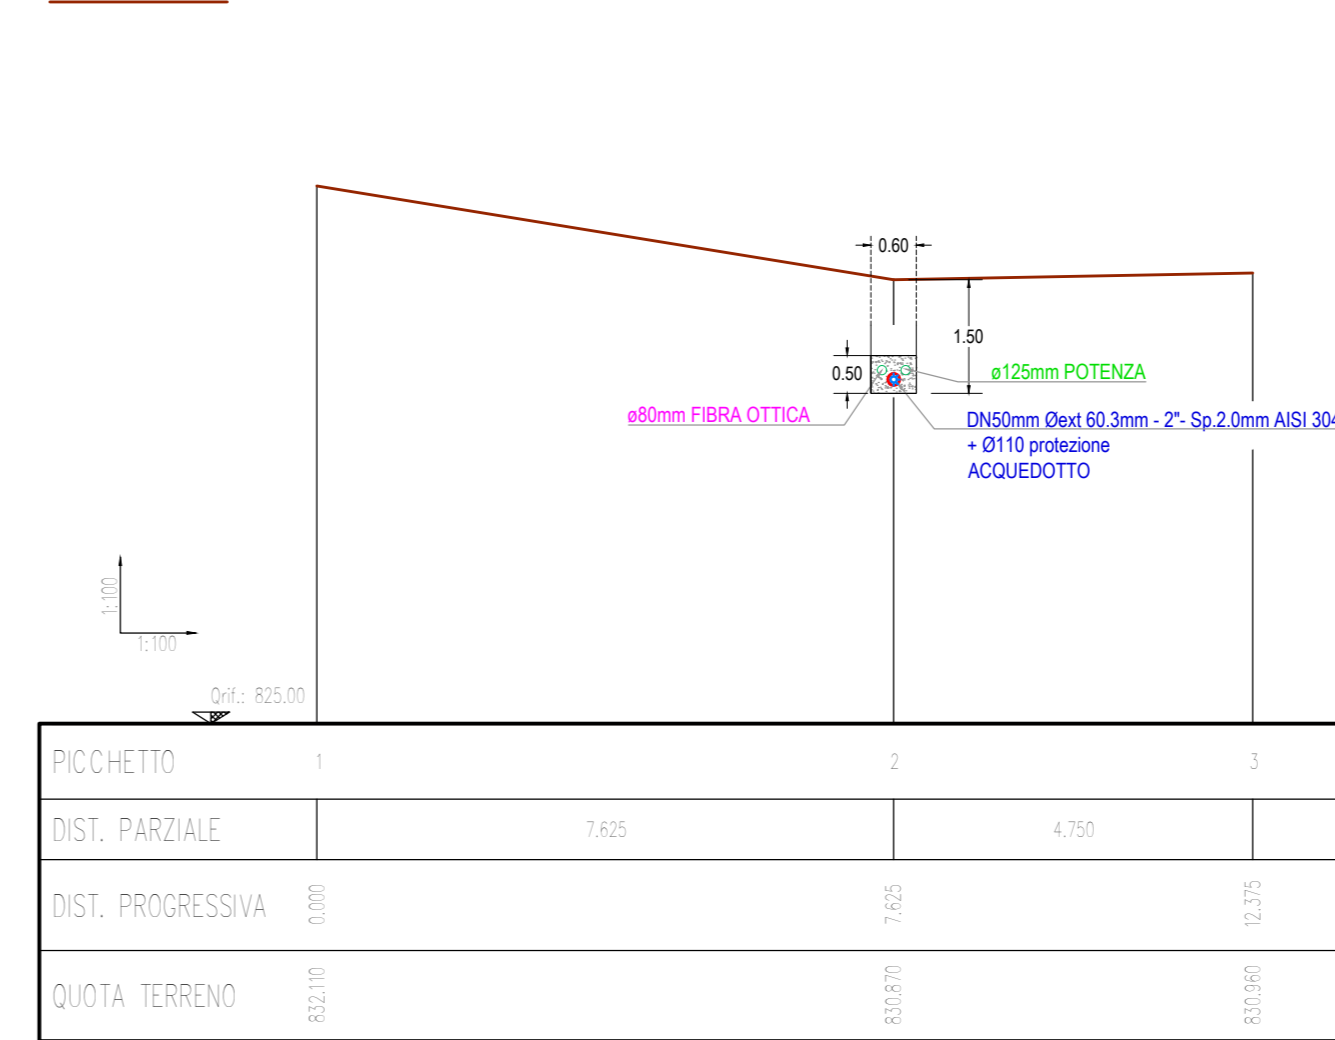 0.60
1.50
0.50
ø125mm POTENZA
ø80mm FIBRA OTTICA
DN50mm Øext 60.3mm - 2"- Sp.2.0mm AISI 304
+ Ø110 protezione
ACQUEDOTTO
1:100
1:100
Qrif.: 825.00
PICCHETTO 1 2 3
DIST. PARZIALE 7.625 4.750
DIST. PROGRESSIVA 0.000 7.625 12.375
QUOTA TERRENO 832.110 830.870 830.960